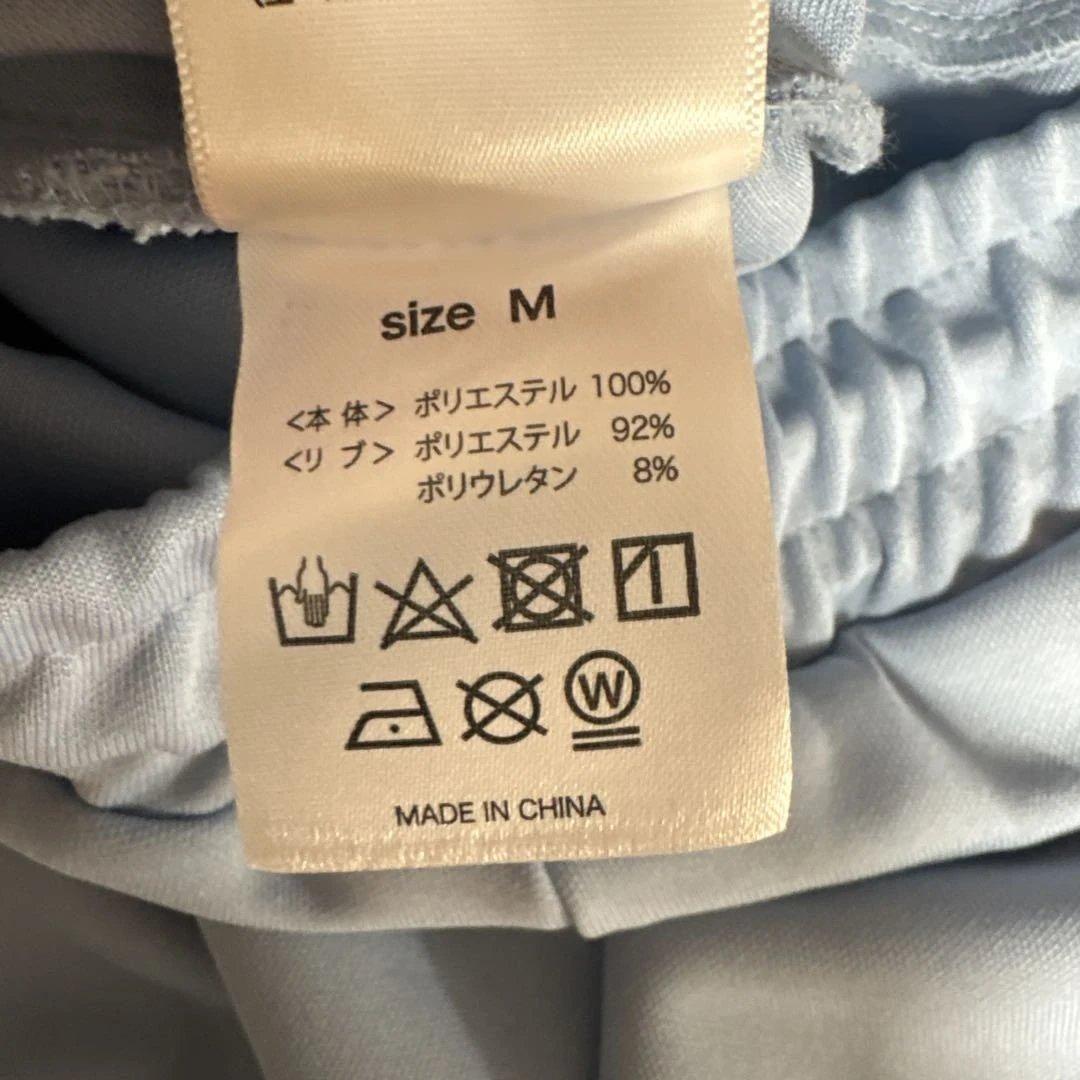 size M
<本 体> ポリエステル 100%
<リ ブ> ポリエステル 92%
ポリウレタン 8%
W
MADE IN CHINA